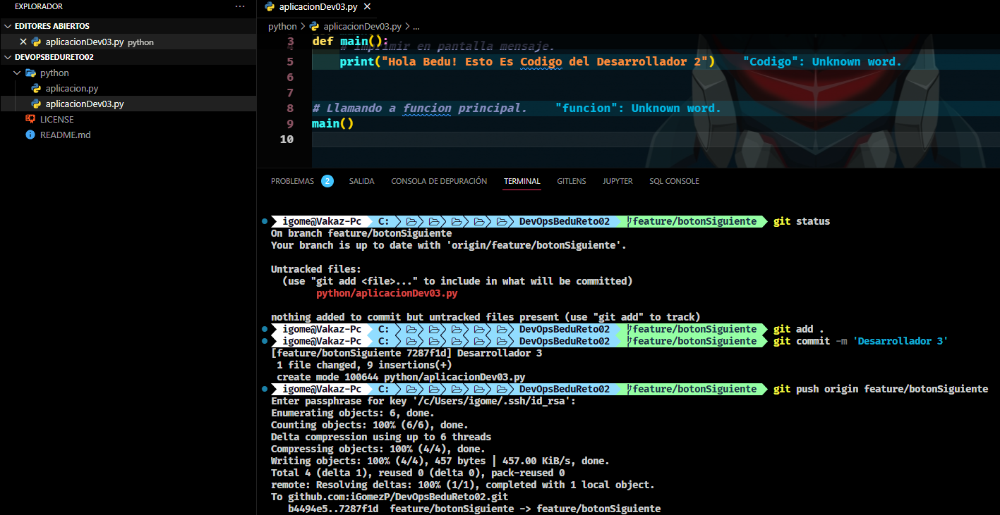 EXPLORADOR ...
EDITORES ABIERTOS
aplicacionDev03.py python
DEVOPSBEDURETO02
python
aplicacion.py
aplicacionDev03.py
LICENSE
README.md
aplicacionDev03.py
python > aplicacionDev03.py > ...
3 def main():
4 # Imprimir en pantalla mensaje.
5 print("Hola Bedu! Esto Es Codigo del Desarrollador 2") "Codigo": Unknown word.
6
7
8 # Llamando a funcion principal. "funcion": Unknown word.
9 main()
10
PROBLEMAS 2 SALIDA CONSOLA DE DEPURACIÓN TERMINAL GITLENS JUPYTER SQL CONSOLE
igome@Vakaz-Pc C: DevOpsBeduReto02 feature/botonSiguiente git status
On branch feature/botonSiguiente
Your branch is up to date with 'origin/feature/botonSiguiente'.
Untracked files:
(use "git add <file>..." to include in what will be committed)
python/aplicacionDev03.py
nothing added to commit but untracked files present (use "git add" to track)
igome@Vakaz-Pc C: DevOpsBeduReto02 feature/botonSiguiente git add .
igome@Vakaz-Pc C: DevOpsBeduReto02 feature/botonSiguiente git commit -m 'Desarrollador 3'
[feature/botonSiguiente 7287f1d] Desarrollador 3
1 file changed, 9 insertions(+)
create mode 100644 python/aplicacionDev03.py
igome@Vakaz-Pc C: DevOpsBeduReto02 feature/botonSiguiente git push origin feature/botonSiguiente
Enter passphrase for key '/c/Users/igome/.ssh/id_rsa':
Enumerating objects: 6, done.
Counting objects: 100% (6/6), done.
Delta compression using up to 6 threads
Compressing objects: 100% (4/4), done.
Writing objects: 100% (4/4), 457 bytes | 457.00 KiB/s, done.
Total 4 (delta 1), reused 0 (delta 0), pack-reused 0
remote: Resolving deltas: 100% (1/1), completed with 1 local object.
To github.com:iGomezP/DevOpsBeduReto02.git
b4494e5..7287f1d feature/botonSiguiente -> feature/botonSiguiente